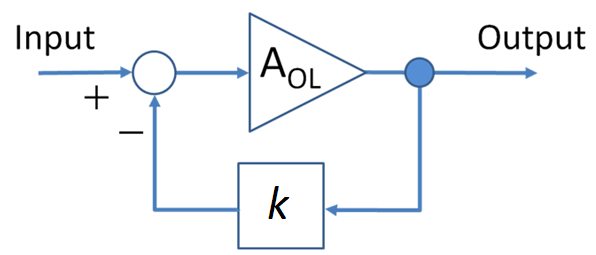 Input
Output
A_OL
+
−
k